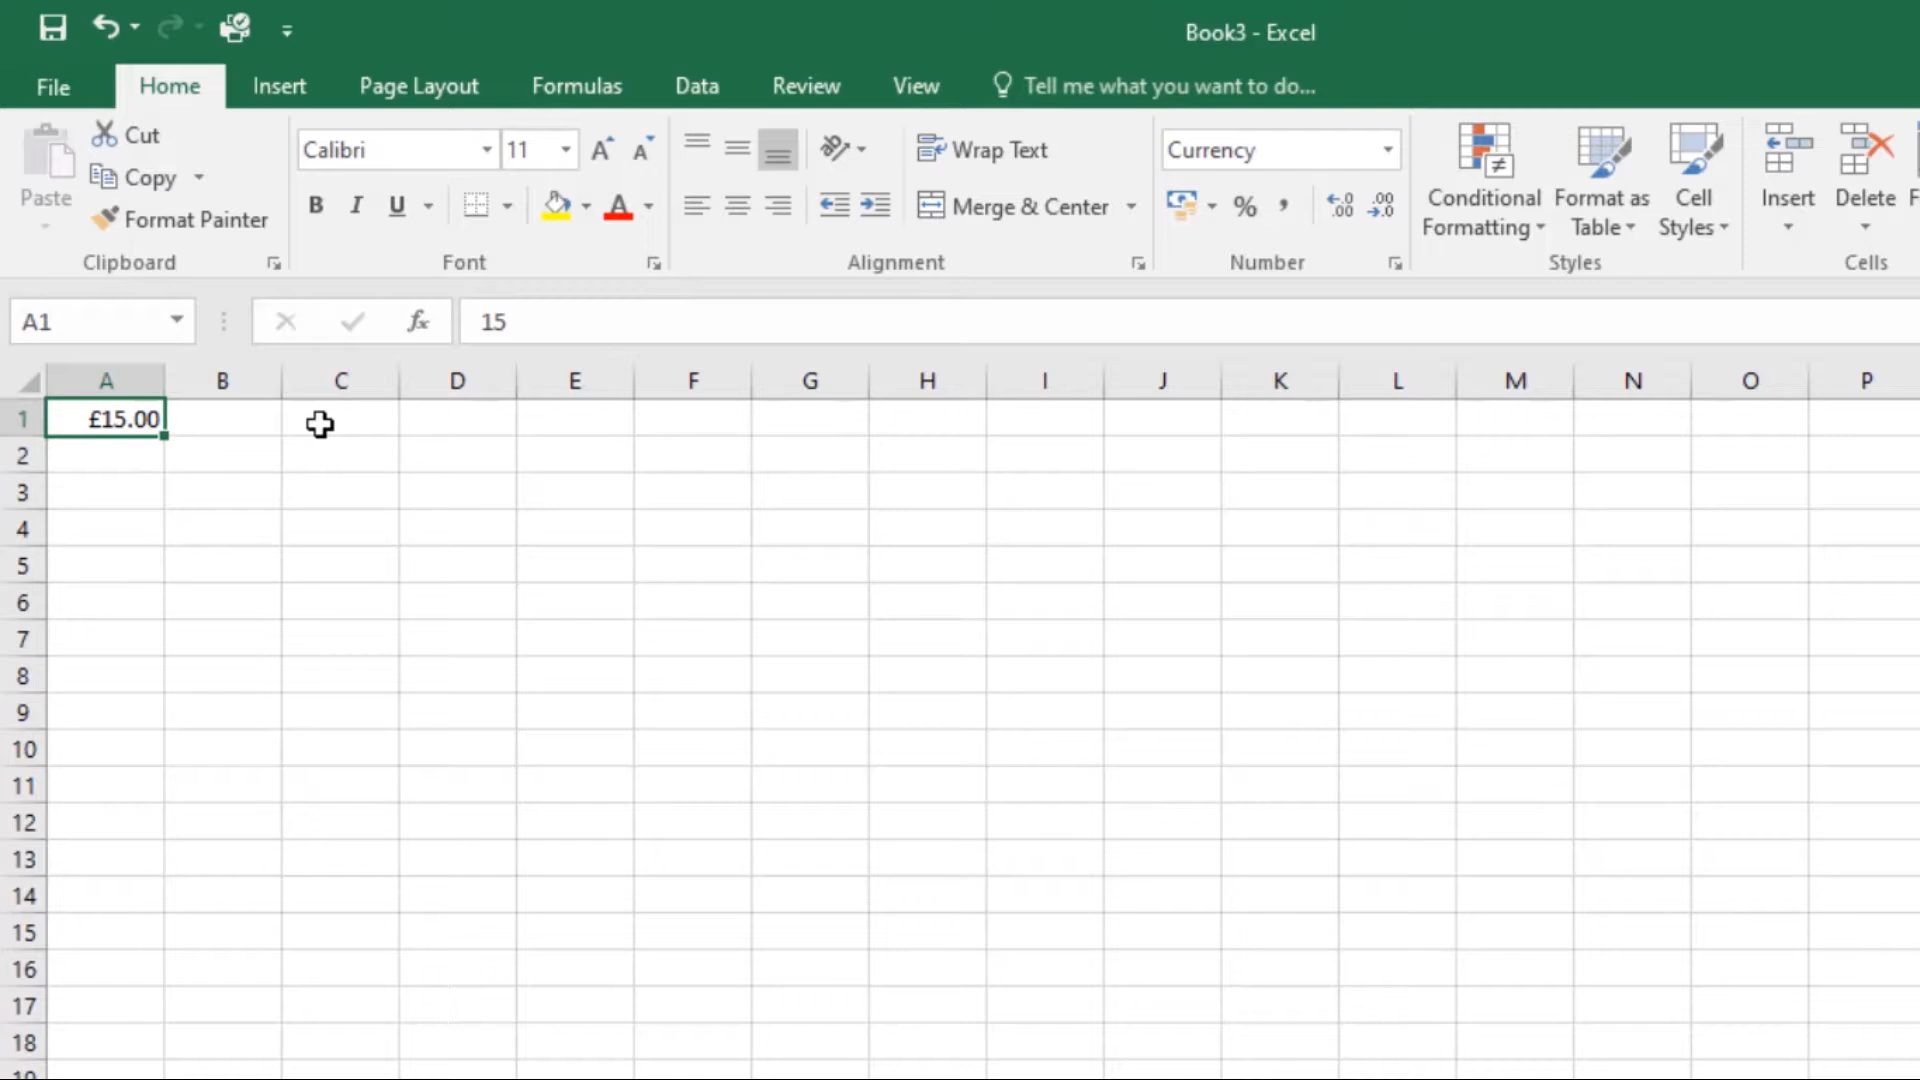 Book3 - Excel
File Home Insert Page Layout Formulas Data Review View Tell me what you want to do...
Paste
Cut
Copy
Format Painter
Clipboard
Calibri 11
B I U A
Font
Wrap Text
Merge & Center
Alignment
Currency
%
Number
Conditional Formatting
Format as Table
Cell Styles
Styles
Insert
Delete
Cells
A1 fx 15
A B C D E F G H I J K L M N O P
1 £15.00
2
3
4
5
6
7
8
9
10
11
12
13
14
15
16
17
18